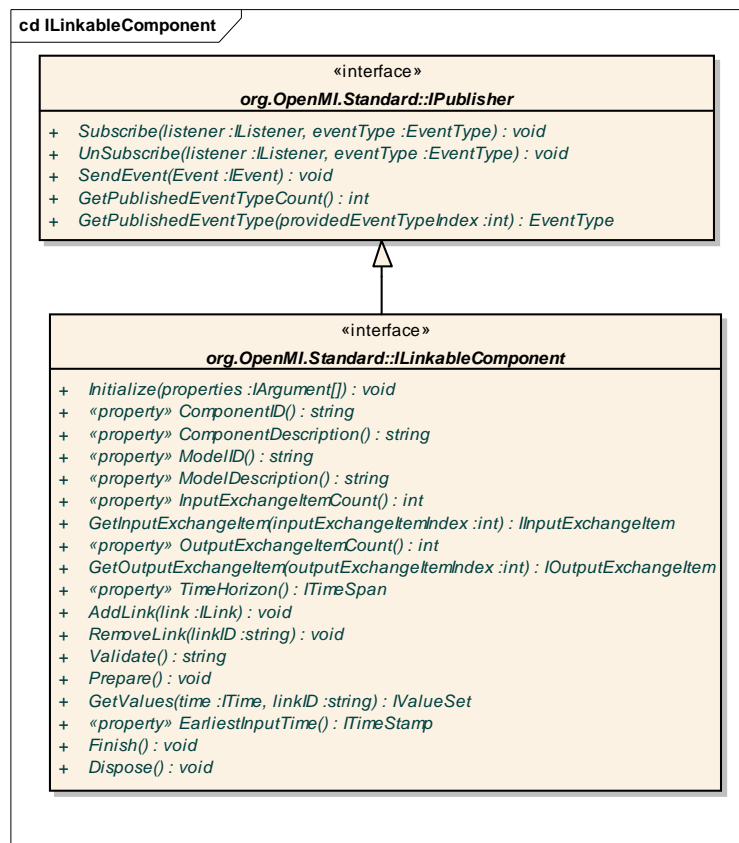 cd ILinkableComponent
«interface»
org.OpenMI.Standard::IPublisher
+ Subscribe(listener :IListener, eventType :EventType) : void
+ UnSubscribe(listener :IListener, eventType :EventType) : void
+ SendEvent(Event :IEvent) : void
+ GetPublishedEventTypeCount() : int
+ GetPublishedEventType(providedEventTypeIndex :int) : EventType
«interface»
org.OpenMI.Standard::ILinkableComponent
+ Initialize(properties :IArgument[]) : void
+ «property» ComponentID() : string
+ «property» ComponentDescription() : string
+ «property» ModelID() : string
+ «property» ModelDescription() : string
+ «property» InputExchangeItemCount() : int
+ GetInputExchangeItem(inputExchangeItemIndex :int) : IInputExchangeItem
+ «property» OutputExchangeItemCount() : int
+ GetOutputExchangeItem(outputExchangeItemIndex :int) : IOutputExchangeItem
+ «property» TimeHorizon() : ITimeSpan
+ AddLink(link :ILink) : void
+ RemoveLink(linkID :string) : void
+ Validate() : string
+ Prepare() : void
+ GetValues(time :ITime, linkID :string) : IValueSet
+ «property» EarliestInputTime() : ITimeStamp
+ Finish() : void
+ Dispose() : void